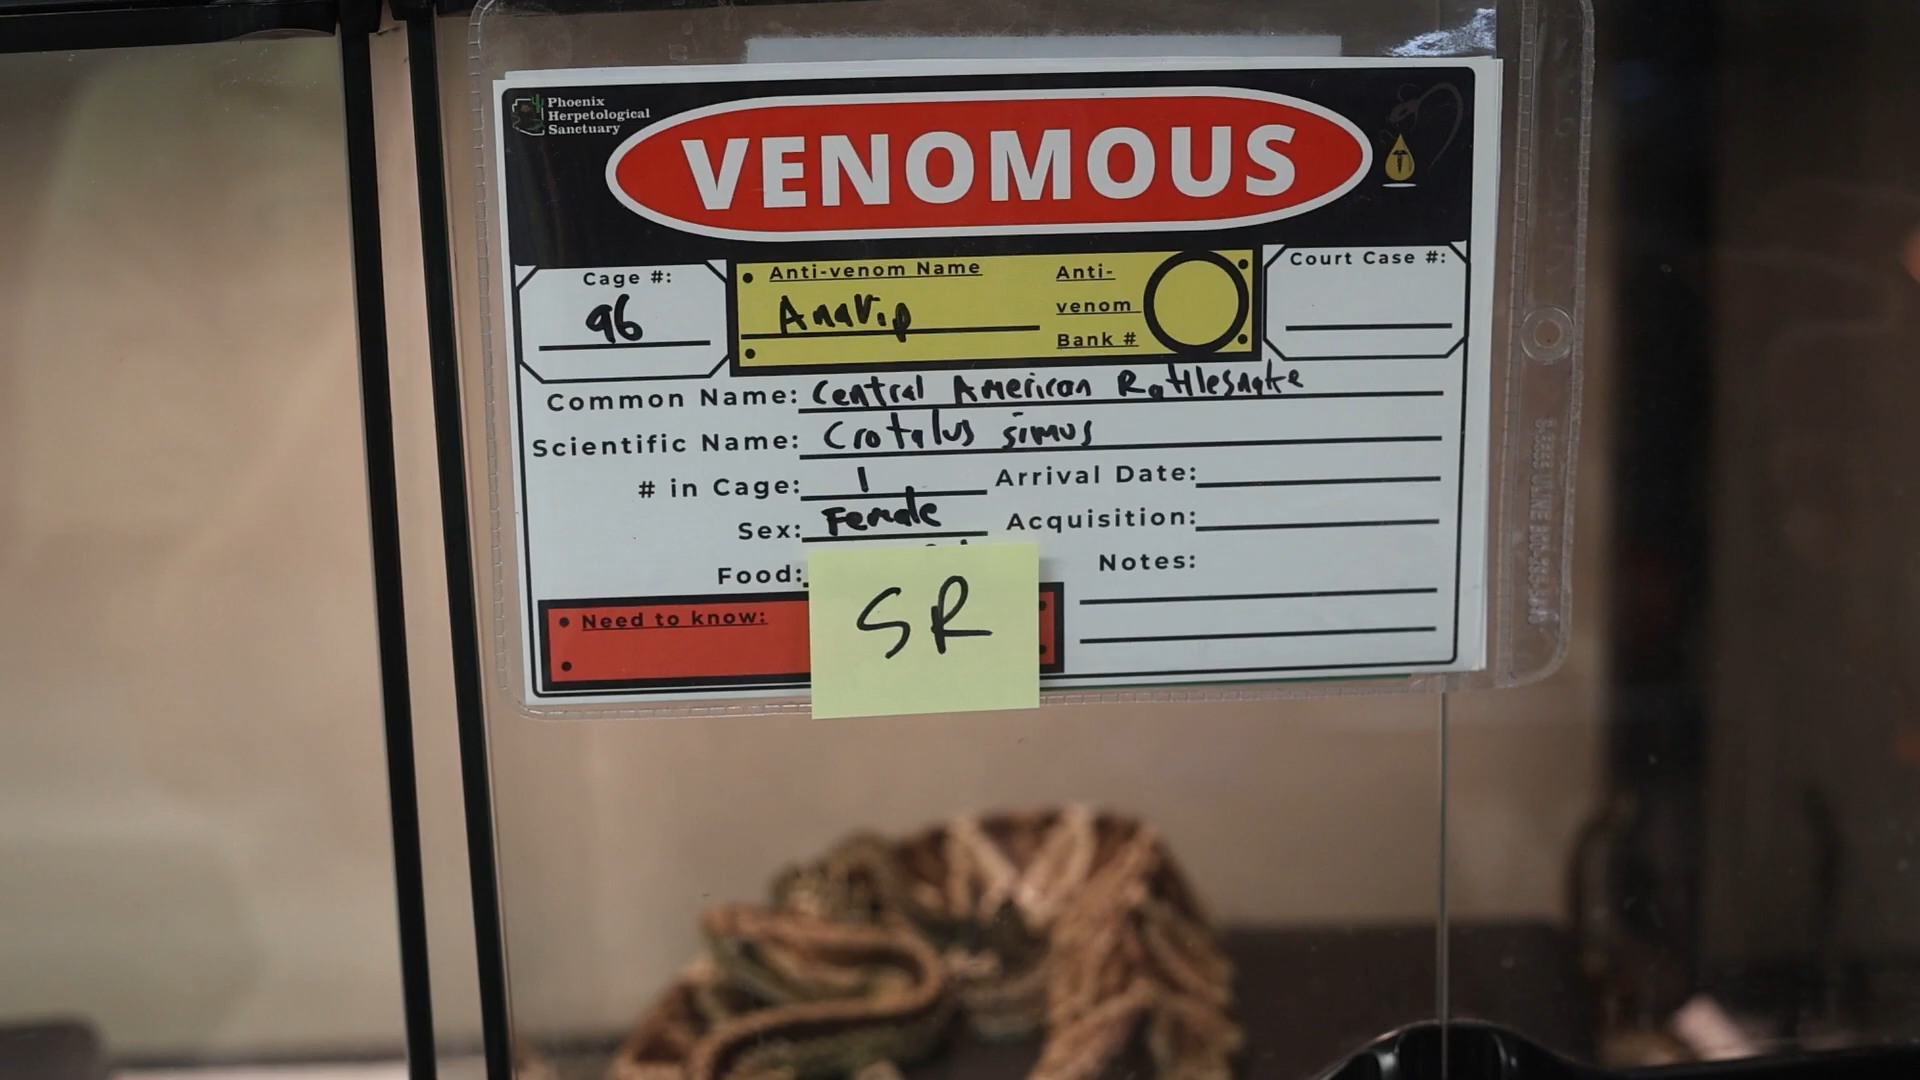 Phoenix
Herpetological
Sanctuary
VENOMOUS
Cage #:
96
Anti-venom Name
Anavip
Anti-
venom
Bank #
Court Case #:
Common Name: Central American Rattlesnake
Scientific Name: Crotalus simus
# in Cage: 1
Arrival Date:
Sex: Female
Acquisition:
Food:
Notes:
Need to know:
SR